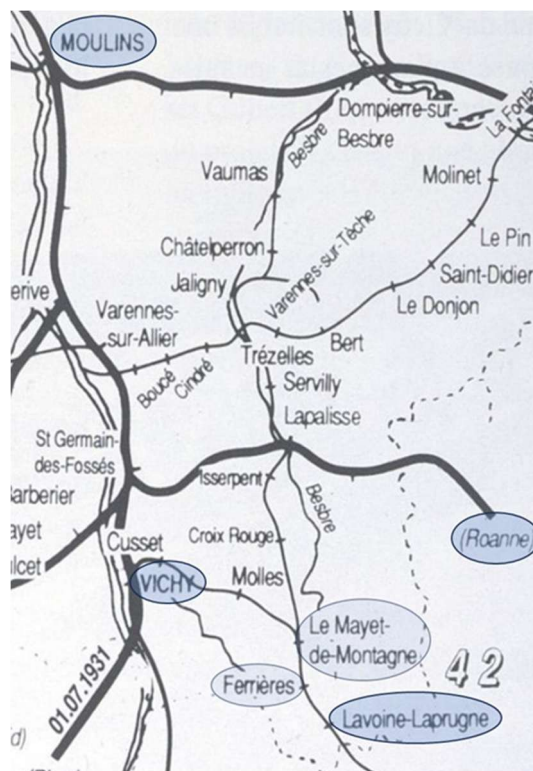 MOULINS
Dompierre-sur-
Besbre
La Fonta
Besbre
Vaumas
Molinet
Varennes-sur-Tèche
Le Pin
Châtelperron
Saint-Didier
Jaligny
erive
Varennes-
sur-Allier
Le Donjon
Bert
Trézelles
Boucé
Cindré
Servilly
Lapalisse
St Germain-
des-Fossés
Isserpent
Besbre
Barberier
ayet
ulcet
Croix Rouge
(Roanne)
Cusset
VICHY
Molles
Le Mayet-
de-Montagne
42
01.07.1931
Ferrières
Lavoine-Laprugne
d)